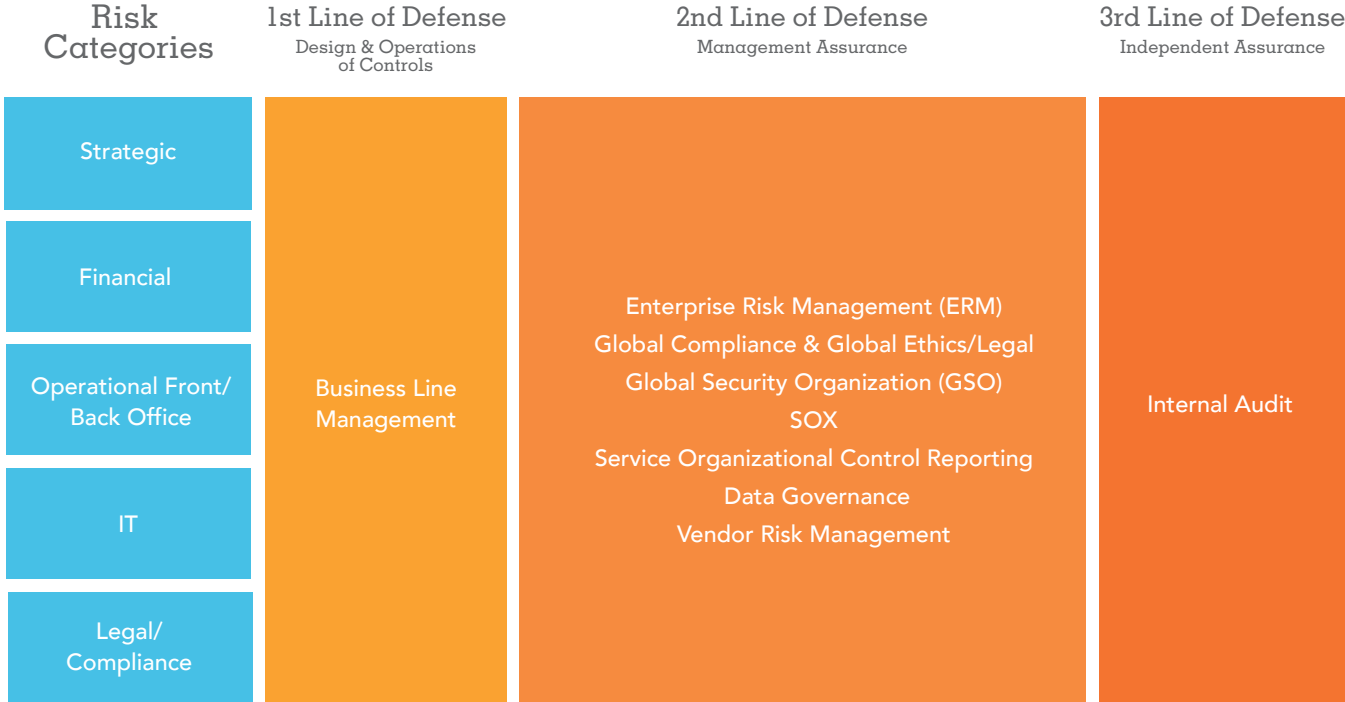 Risk
Categories
1st Line of Defense
Design & Operations
of Controls
2nd Line of Defense
Management Assurance
3rd Line of Defense
Independent Assurance
Strategic
Financial
Operational Front/
Back Office
IT
Legal/
Compliance
Business Line
Management
Enterprise Risk Management (ERM)
Global Compliance & Global Ethics/Legal
Global Security Organization (GSO)
SOX
Service Organizational Control Reporting
Data Governance
Vendor Risk Management
Internal Audit